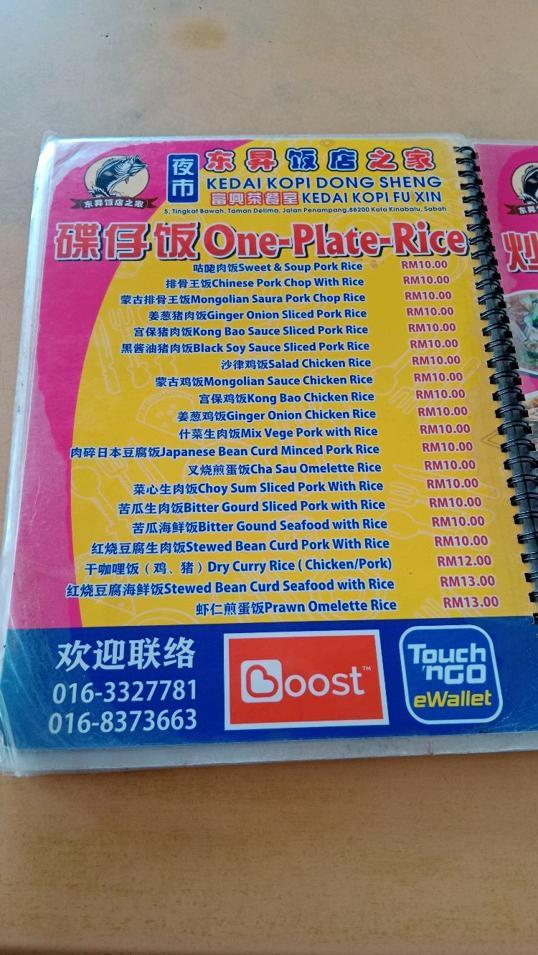 东昇饭店之家
夜市
东昇饭店之家
KEDAI KOPI DONG SHENG
富興茶餐室 KEDAI KOPI FU XIN
5, Tingkat Bawah, Taman Delima, Jalan Penampang,88200 Kota Kinabalu, Sabah
碟仔饭One-Plate-Rice
咕咾肉饭Sweet & Soup Pork Rice RM10.00
排骨王饭Chinese Pork Chop With Rice RM10.00
蒙古排骨王饭Mongolian Saura Pork Chop Rice RM10.00
姜葱猪肉饭Ginger Onion Sliced Pork Rice RM10.00
宫保猪肉饭Kong Bao Sauce Sliced Pork Rice RM10.00
黑酱油猪肉饭Black Soy Sauce Sliced Pork Rice RM10.00
沙律鸡饭Salad Chicken Rice RM10.00
蒙古鸡饭Mongolian Sauce Chicken Rice RM10.00
宫保鸡饭Kong Bao Chicken Rice RM10.00
姜葱鸡饭Ginger Onion Chicken Rice RM10.00
什菜生肉饭Mix Vege Pork with Rice RM10.00
肉碎日本豆腐饭Japanese Bean Curd Minced Pork Rice RM10.00
叉烧煎蛋饭Cha Sau Omelette Rice RM10.00
菜心生肉饭Choy Sum Sliced Pork With Rice RM10.00
苦瓜生肉饭Bitter Gourd Sliced Pork with Rice RM10.00
苦瓜海鲜饭Bitter Gound Seafood with Rice RM10.00
红烧豆腐生肉饭Stewed Bean Curd Pork With Rice RM10.00
干咖哩饭（鸡、猪）Dry Curry Rice ( Chicken/Pork) RM12.00
红烧豆腐海鲜饭Stewed Bean Curd Seafood with Rice RM13.00
虾仁煎蛋饭Prawn Omelette Rice RM13.00
欢迎联络
016-3327781
016-8373663
Boost™
Touch 'nGO eWallet
炒